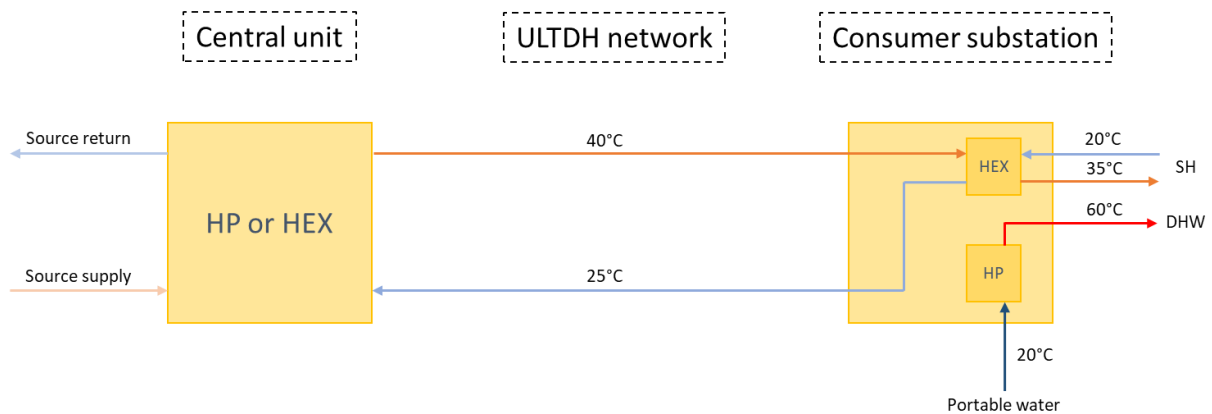 Central unit
ULTDH network
Consumer substation
Source return
40°C
20°C
HEX
SH
35°C
HP or HEX
60°C
DHW
Source supply
25°C
HP
20°C
Portable water